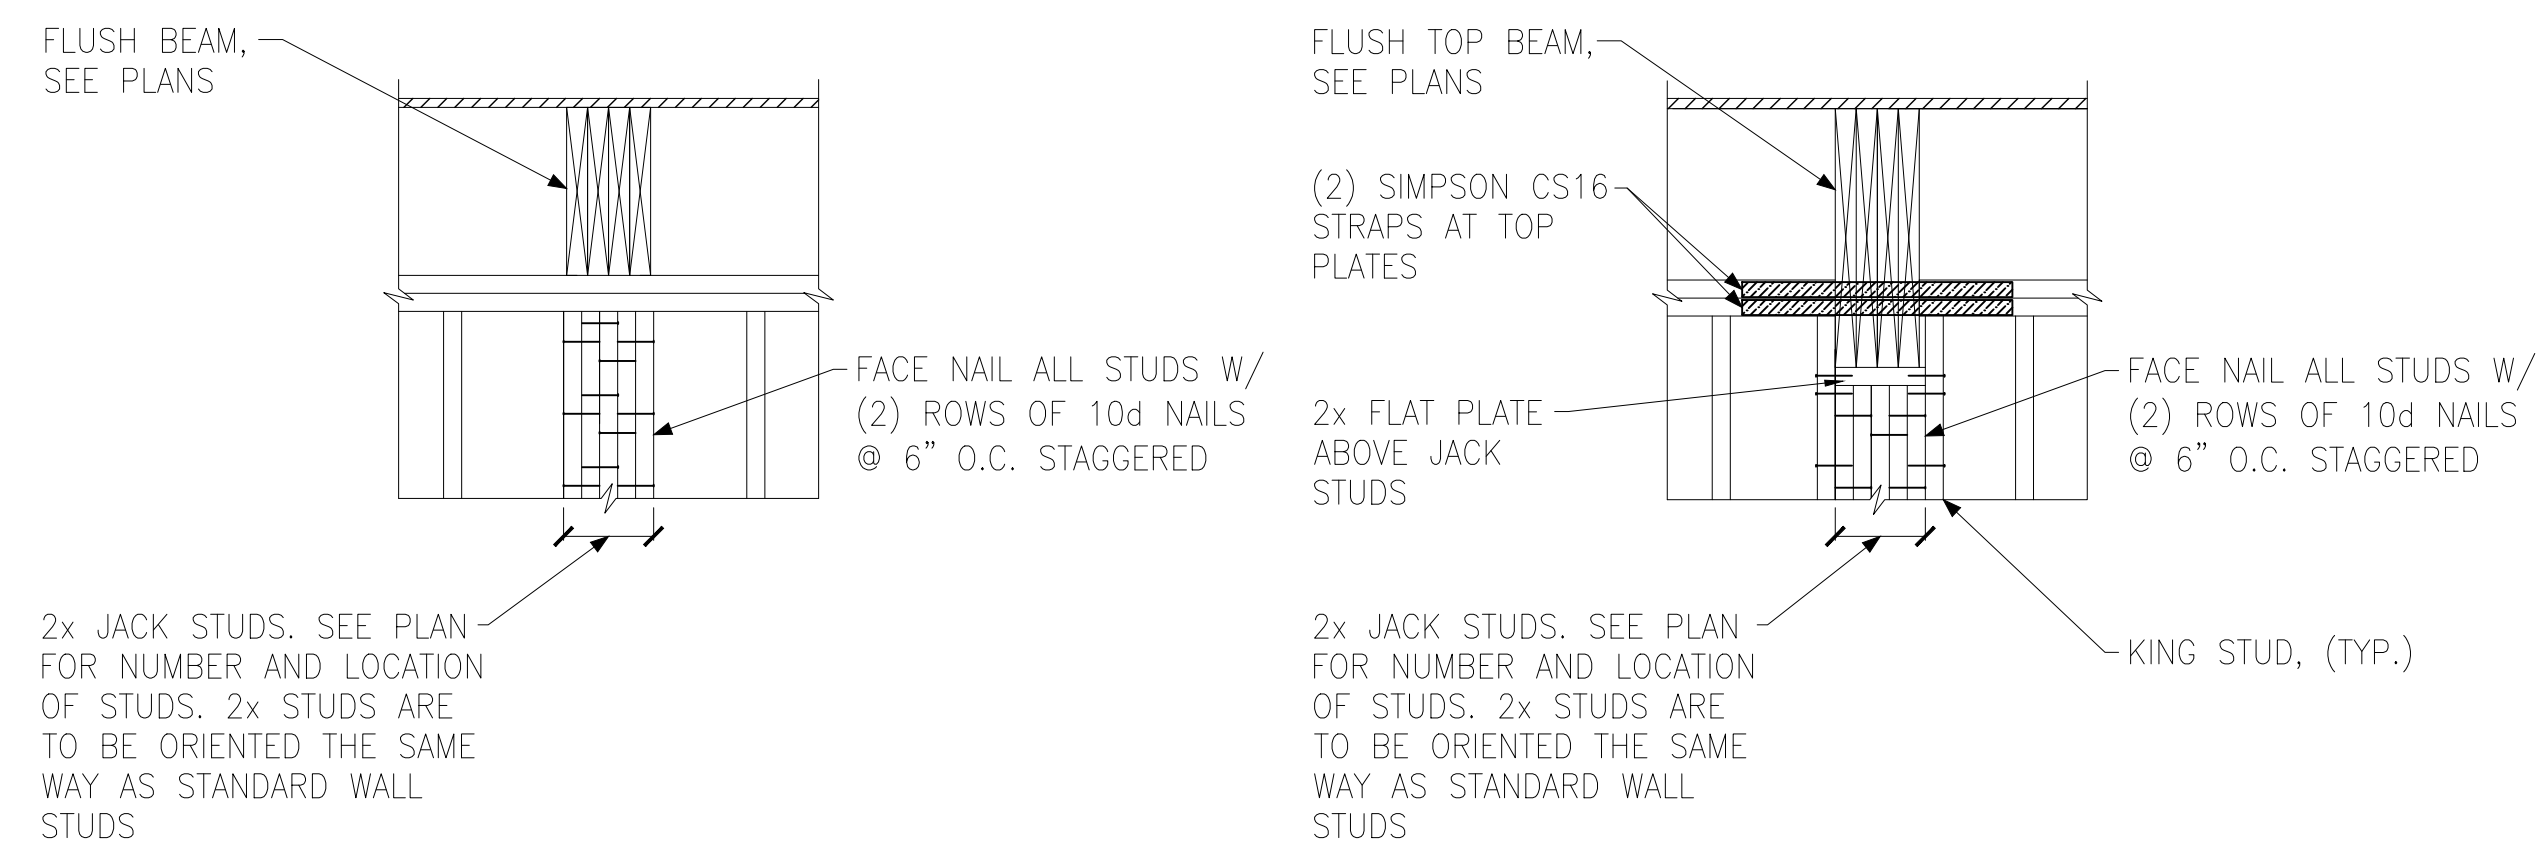 FLUSH BEAM,
SEE PLANS
FACE NAIL ALL STUDS W/
(2) ROWS OF 10d NAILS
@ 6” O.C. STAGGERED
2x JACK STUDS. SEE PLAN
FOR NUMBER AND LOCATION
OF STUDS. 2x STUDS ARE
TO BE ORIENTED THE SAME
WAY AS STANDARD WALL
STUDS
FLUSH TOP BEAM,
SEE PLANS
(2) SIMPSON CS16
STRAPS AT TOP
PLATES
2x FLAT PLATE
ABOVE JACK
STUDS
FACE NAIL ALL STUDS W/
(2) ROWS OF 10d NAILS
@ 6” O.C. STAGGERED
2x JACK STUDS. SEE PLAN
FOR NUMBER AND LOCATION
OF STUDS. 2x STUDS ARE
TO BE ORIENTED THE SAME
WAY AS STANDARD WALL
STUDS
KING STUD, (TYP.)